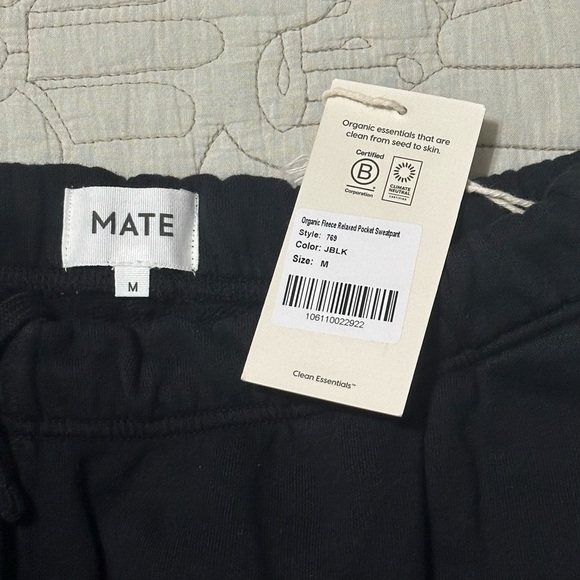 MATE
M
Organic essentials that are
clean from seed to skin.
Certified
B
Corporation
CLIMATE
NEUTRAL
CERTIFIED
Organic Fleece Relaxed Pocket Sweatpant
Style: 769
Color: JBLK
Size: M
106110022922
Clean Essentials™